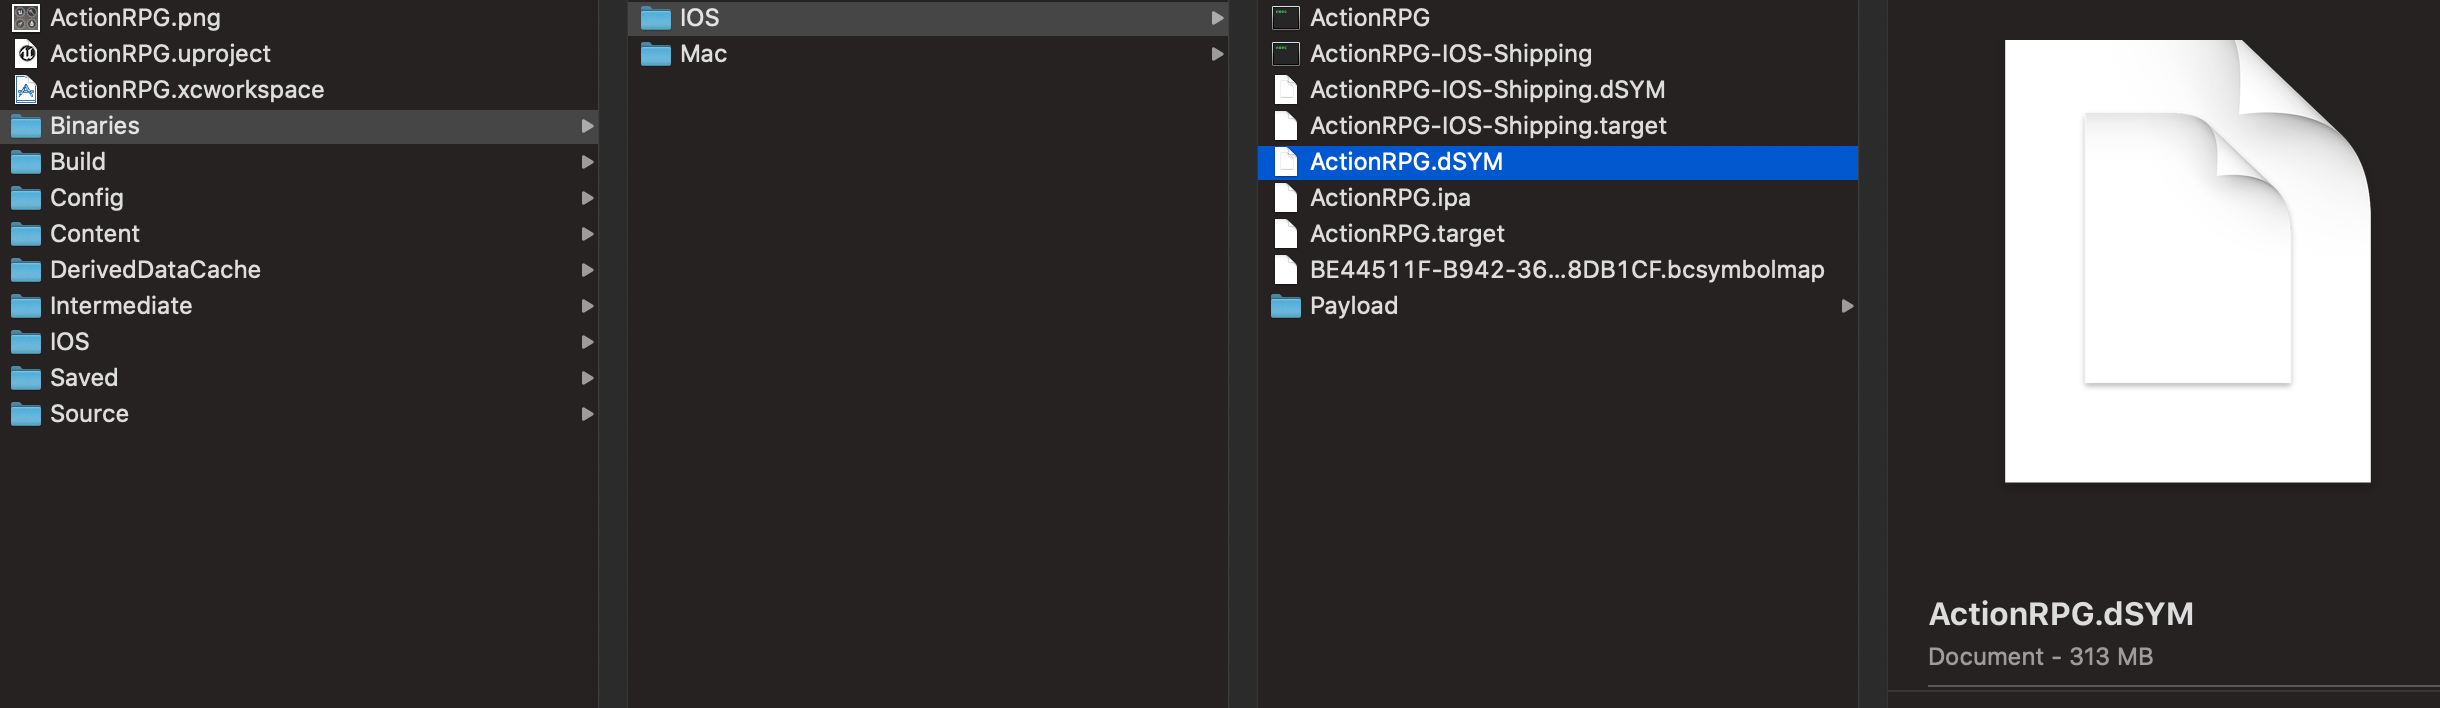 ActionRPG.png
ActionRPG.uproject
ActionRPG.xcworkspace
Binaries
Build
Config
Content
DerivedDataCache
Intermediate
IOS
Saved
Source
IOS
Mac
ActionRPG
ActionRPG-IOS-Shipping
ActionRPG-IOS-Shipping.dSYM
ActionRPG-IOS-Shipping.target
ActionRPG.dSYM
ActionRPG.ipa
ActionRPG.target
BE44511F-B942-36...8DB1CF.bcsymbolmap
Payload
ActionRPG.dSYM
Document - 313 MB